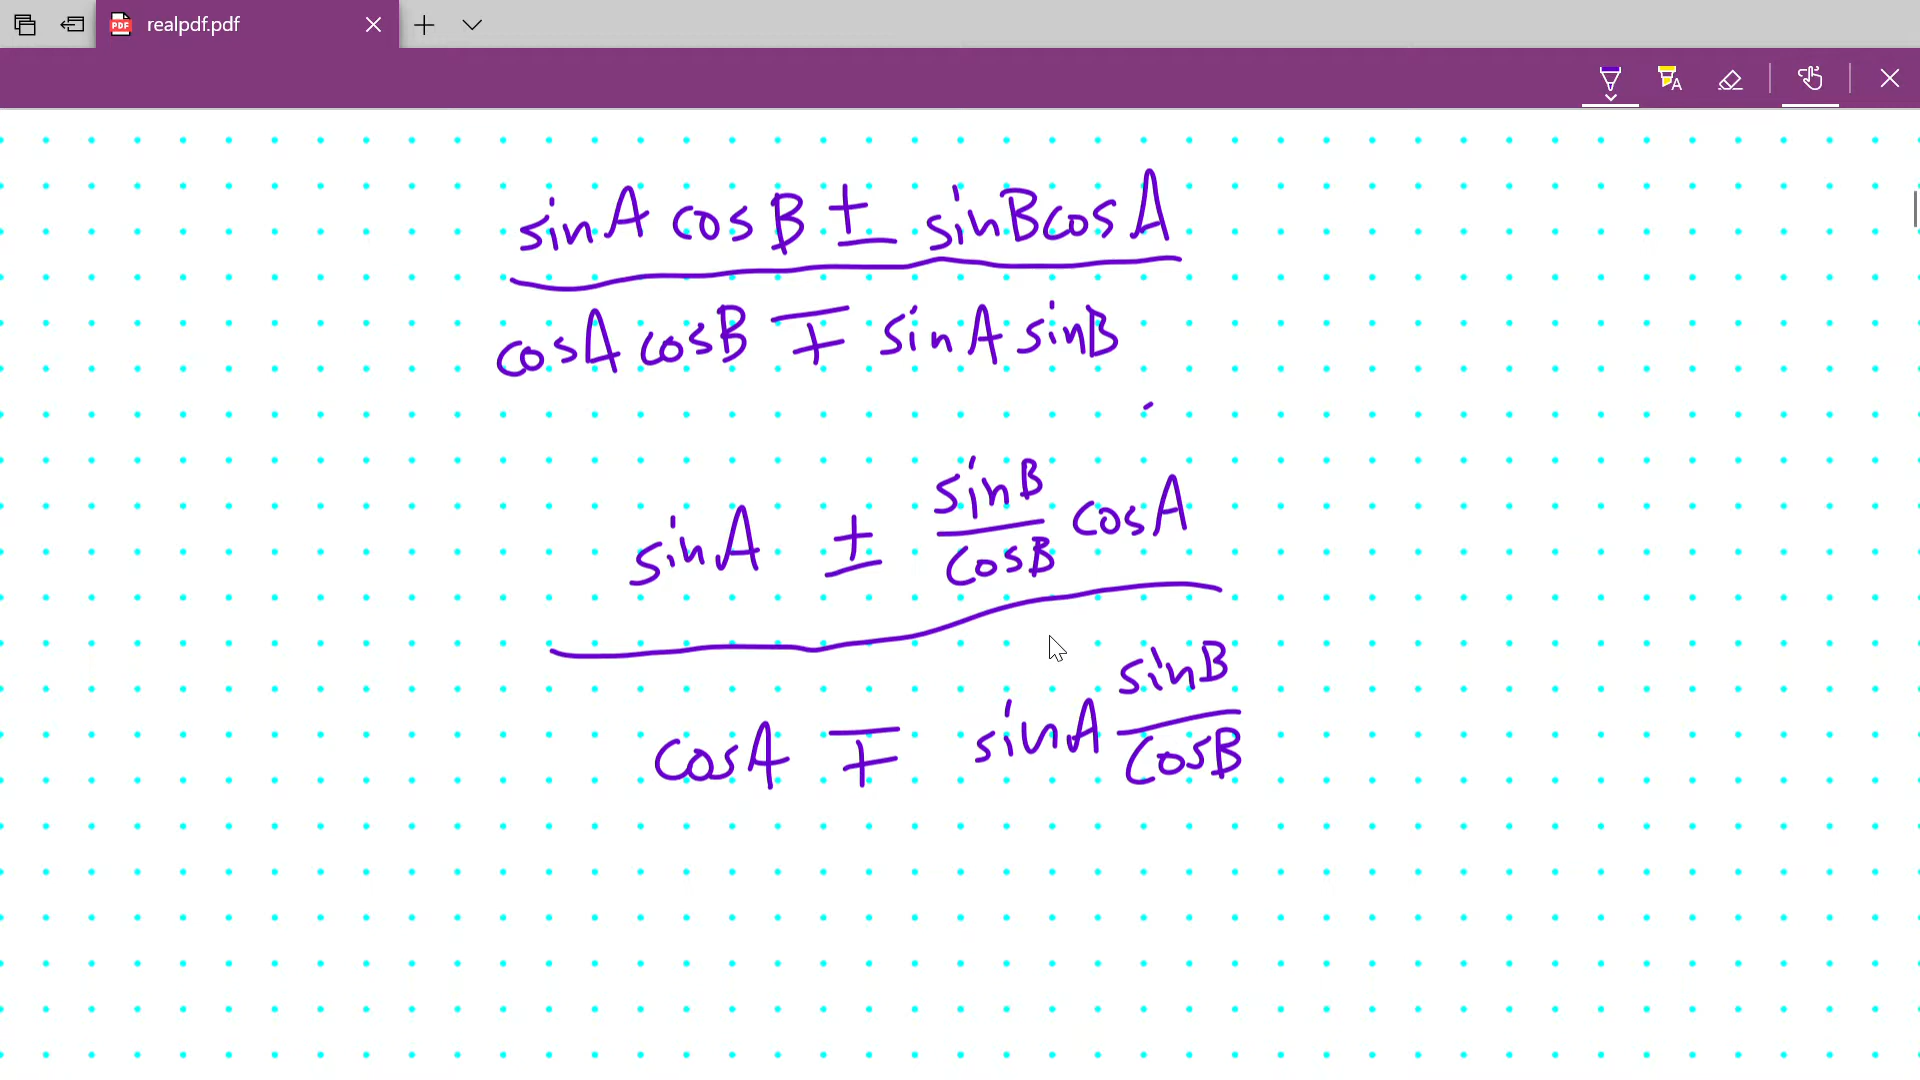 realpdf.pdf
sinA cosB ± sinBcosA
cosA cosB ∓ sinA sinB
sinA ± sinB/cosB cosA
cosA ∓ sinA sinB/cosB